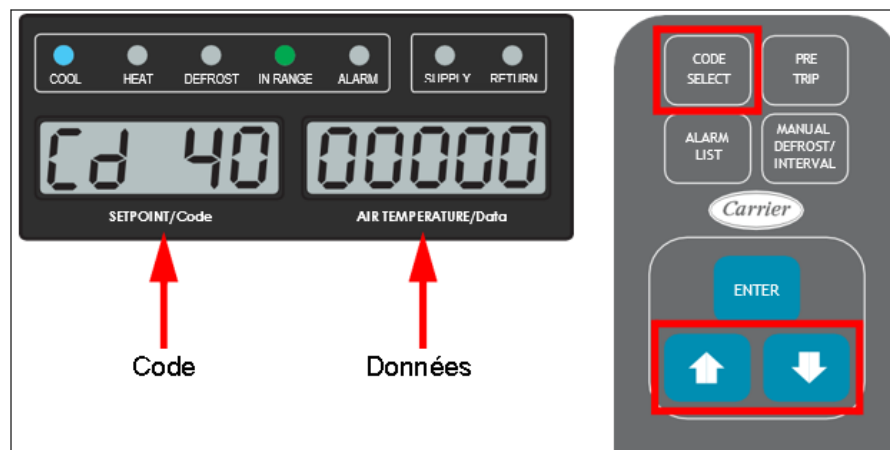 COOL HEAT DEFROST IN RANGE ALARM SUPPLY RETURN
Cd 40 00000
SETPOINT/Code AIR TEMPERATURE/Data
Code Données
CODE
SELECT
PRE
TRIP
ALARM
LIST
MANUAL
DEFROST/
INTERVAL
Carrier
ENTER